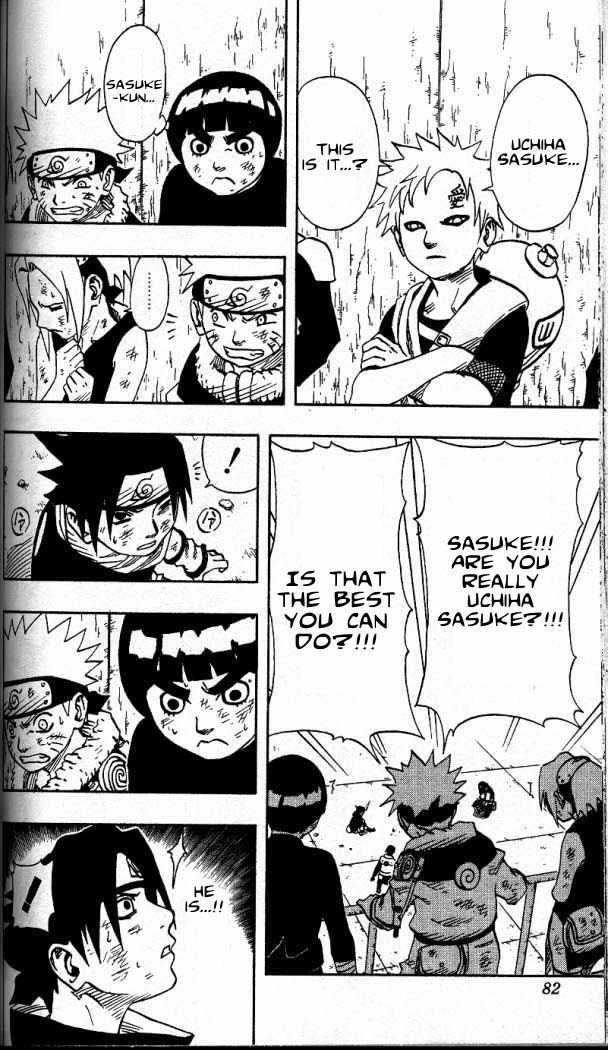 UCHIHA
SASUKE...
THIS
IS IT...?
SASUKE
-KUN...
........
SASUKE!!!
ARE YOU
REALLY
UCHIHA
SASUKE?!!!
IS THAT
THE BEST
YOU CAN
DO?!!!
!
!?
!?
HE
IS...!!
!!
82